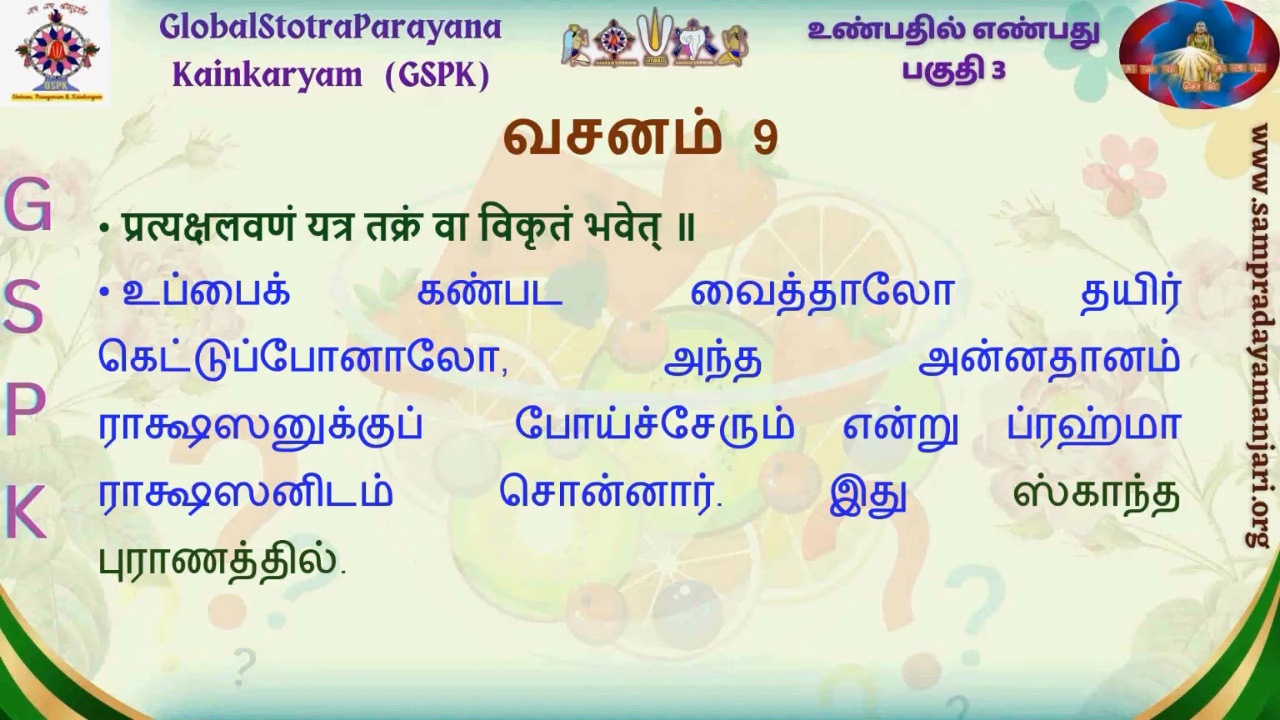 GlobalStotraParayana
Kainkaryam (GSPK)
உண்பதில் எண்பது
பகுதி 3
வசனம் 9
• प्रत्यक्षलवणं यत्र तक्रं वा विकृतं भवेत् ॥
• உப்பைக் கண்பட வைத்தாலோ தயிர்
கெட்டுப்போனாலோ, அந்த அன்னதானம்
ராக்ஷஸனுக்குப் போய்ச்சேரும் என்று ப்ரஹ்மா
ராக்ஷஸனிடம் சொன்னார். இது ஸ்காந்த
புராணத்தில்.
G
S
P
K
www.sampradayamanjari.org
GSPK